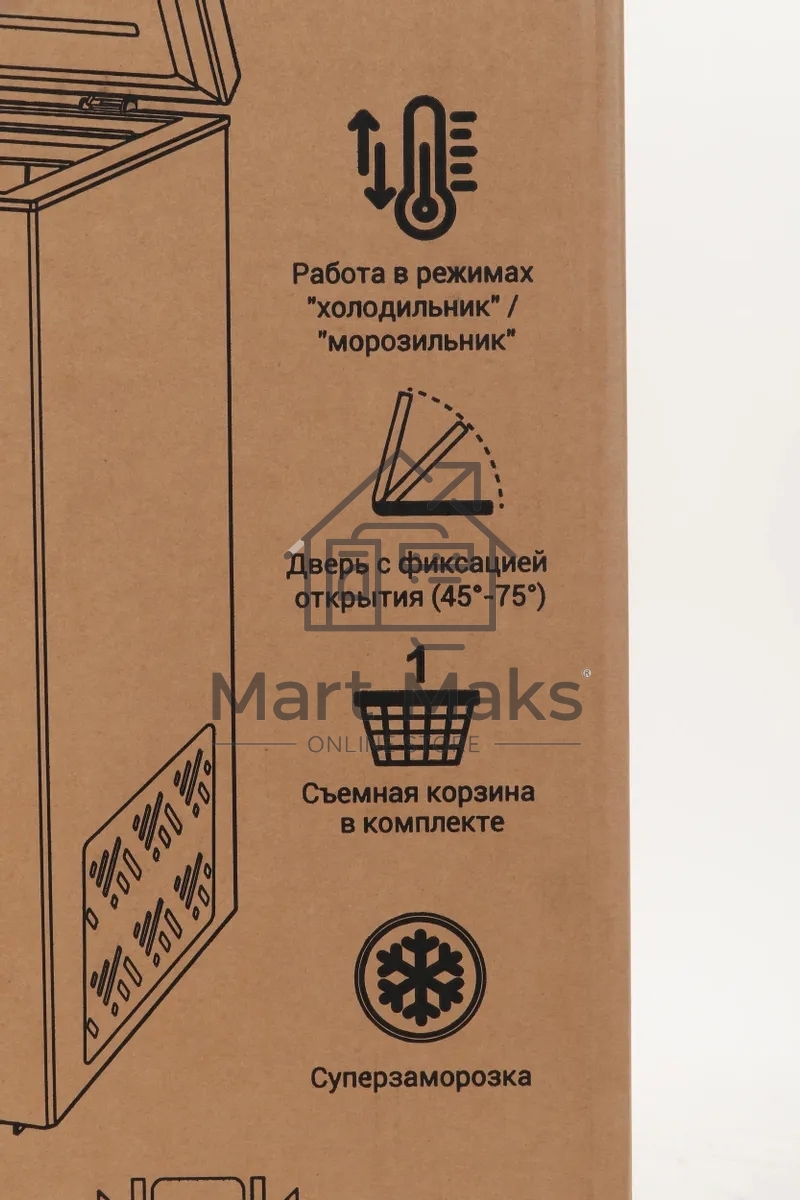 Работа в режимах
"холодильник" /
"морозильник"
Дверь с фиксацией
открытия (45°-75°)
1
Mart Maks®
ONLINE STORE
Съемная корзина
в комплекте
Суперзаморозка